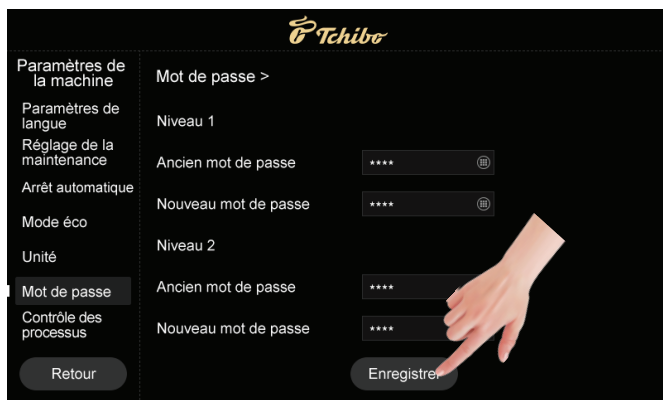 Tchibo
Paramètres de
la machine
Paramètres de
langue
Réglage de la
maintenance
Arrêt automatique
Mode éco
Unité
Mot de passe
Contrôle des
processus
Retour
Mot de passe >
Niveau 1
Ancien mot de passe ****
Nouveau mot de passe ****
Niveau 2
Ancien mot de passe ****
Nouveau mot de passe ****
Enregistrer